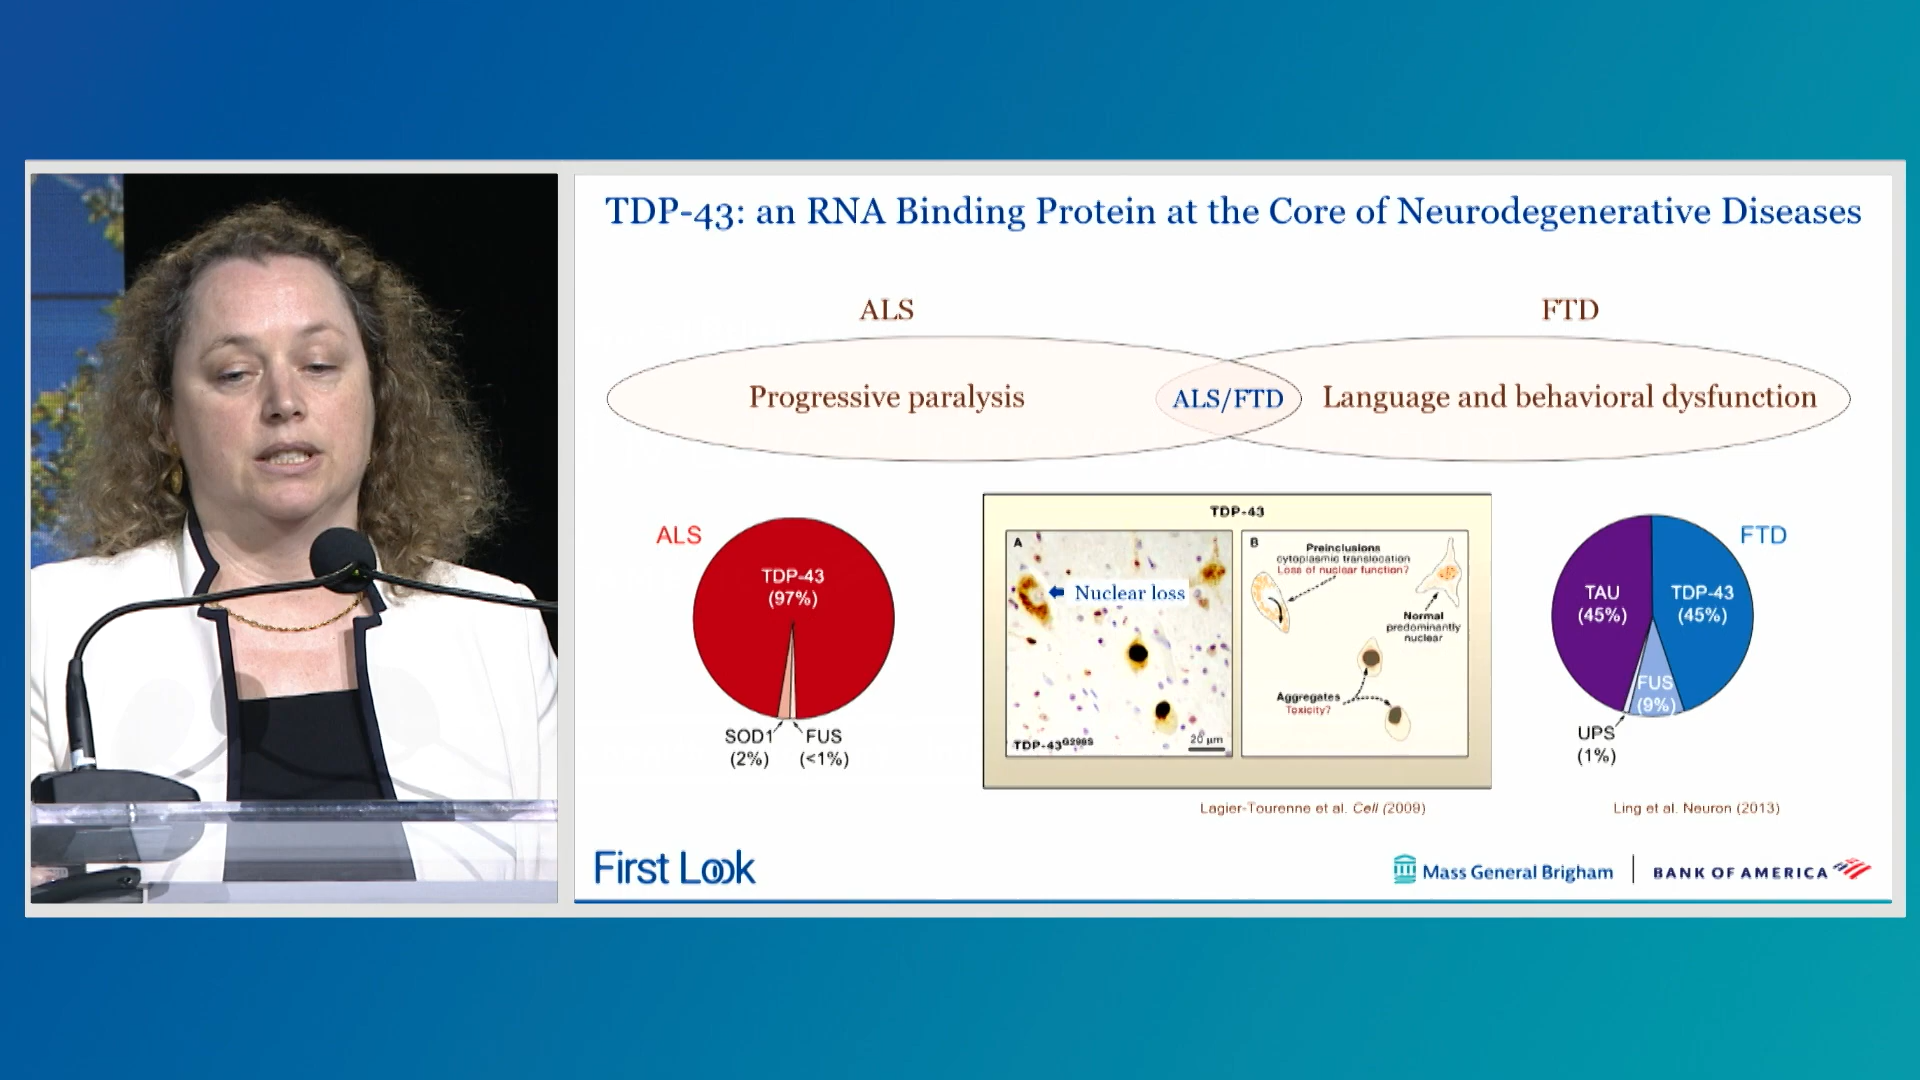 TDP-43: an RNA Binding Protein at the Core of Neurodegenerative Diseases
ALS
FTD
Progressive paralysis
ALS/FTD
Language and behavioral dysfunction
ALS
TDP-43
(97%)
SOD1
(2%)
FUS
(<1%)
TDP-43
A
Nuclear loss
TDP-43G298S
20 µm
B
Preinclusions
cytoplasmic translocation
Loss of nuclear function?
Normal
predominantly
nuclear
Aggregates
Toxicity?
FTD
TAU
(45%)
TDP-43
(45%)
FUS
(9%)
UPS
(1%)
Lagier-Tourenne et al. Cell (2009)
Ling et al. Neuron (2013)
First Look
Mass General Brigham
BANK OF AMERICA